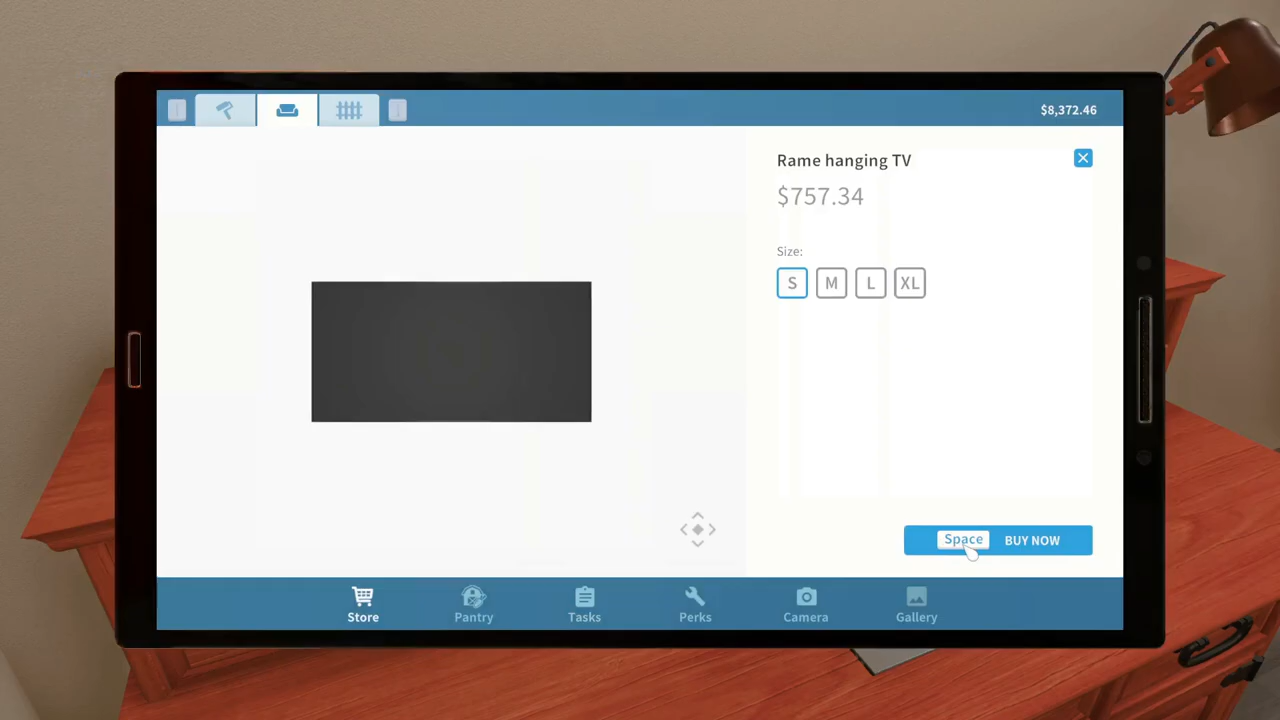 $8,372.46
Rame hanging TV
$757.34
Size:
S M L XL
Space BUY NOW
Store Pantry Tasks Perks Camera Gallery